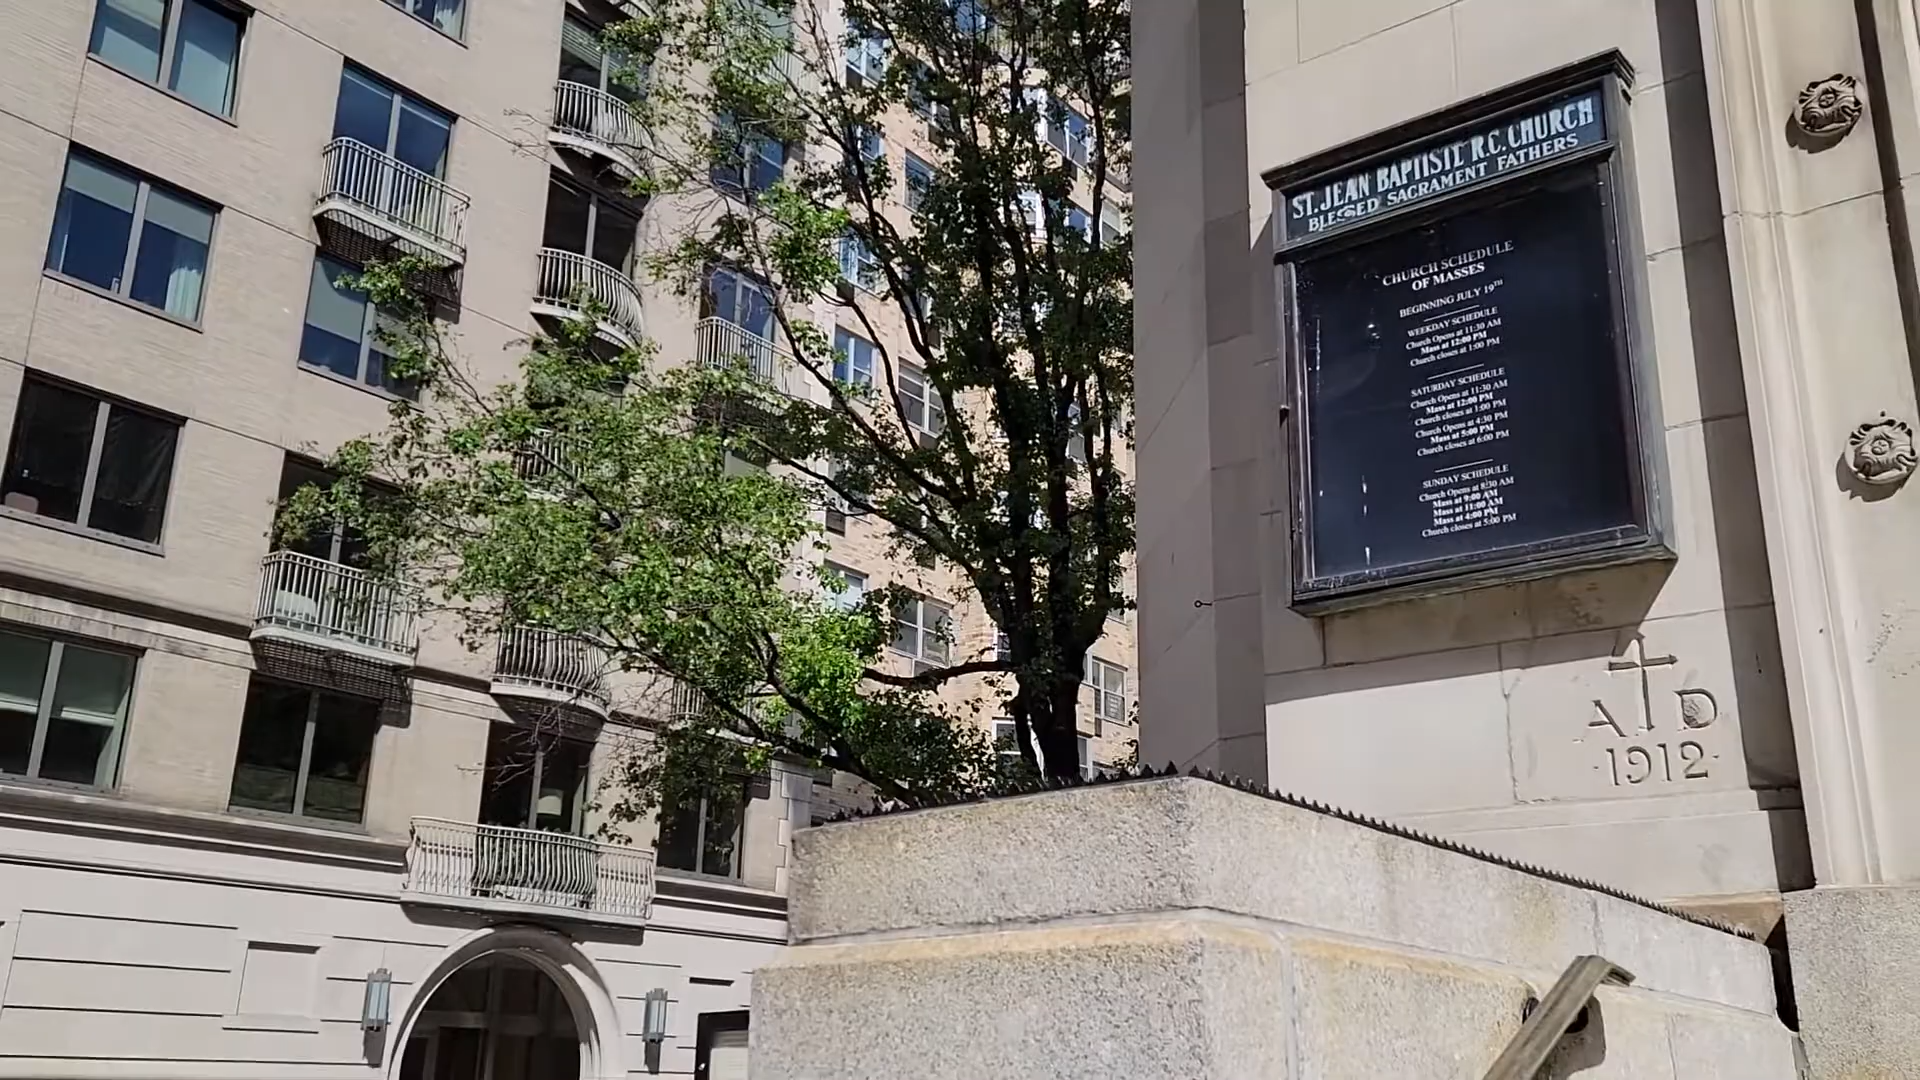 ST. JEAN BAPTISTE R.C. CHURCH
BLESSED SACRAMENT FATHERS
CHURCH SCHEDULE
OF MASSES
BEGINNING JULY 19TH
WEEKDAY SCHEDULE
Church Opens at 11:30 AM
Mass at 12:00 PM
Church closes at 1:00 PM
SATURDAY SCHEDULE
Church Opens at 11:30 AM
Mass at 12:00 PM
Church closes at 1:00 PM
Church Opens at 4:30 PM
Mass at 5:00 PM
Church closes at 6:00 PM
SUNDAY SCHEDULE
Church Opens at 8:30 AM
Mass at 9:00 AM
Mass at 11:00 AM
Mass at 4:00 PM
Church closes at 5:00 PM
A D
·1912·